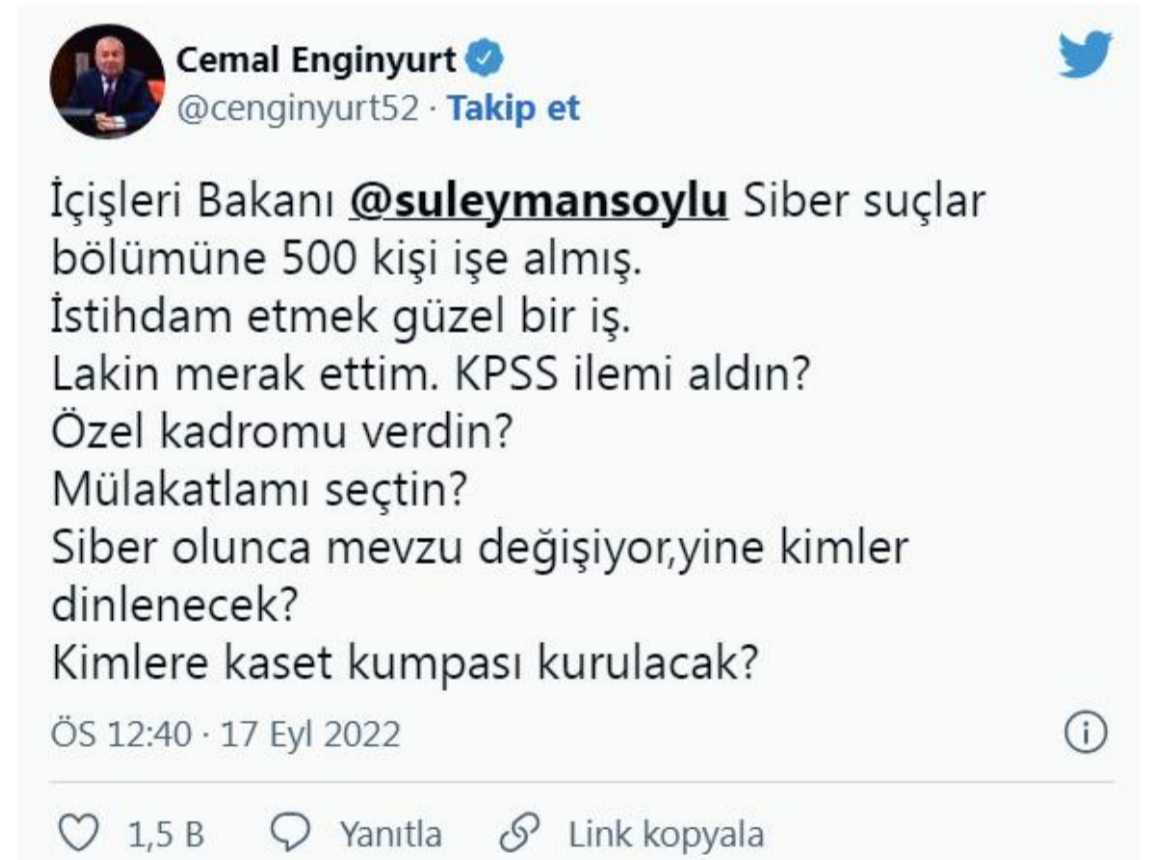 Cemal Enginyurt
@cenginyurt52 · Takip et
İçişleri Bakanı @suleymansoylu Siber suçlar
bölümüne 500 kişi işe almış.
İstihdam etmek güzel bir iş.
Lakin merak ettim. KPSS ilemi aldın?
Özel kadromu verdin?
Mülakatlamı seçtin?
Siber olunca mevzu değişiyor,yine kimler
dinlenecek?
Kimlere kaset kumpası kurulacak?
ÖS 12:40 · 17 Eyl 2022
1,5 B Yanıtla Link kopyala